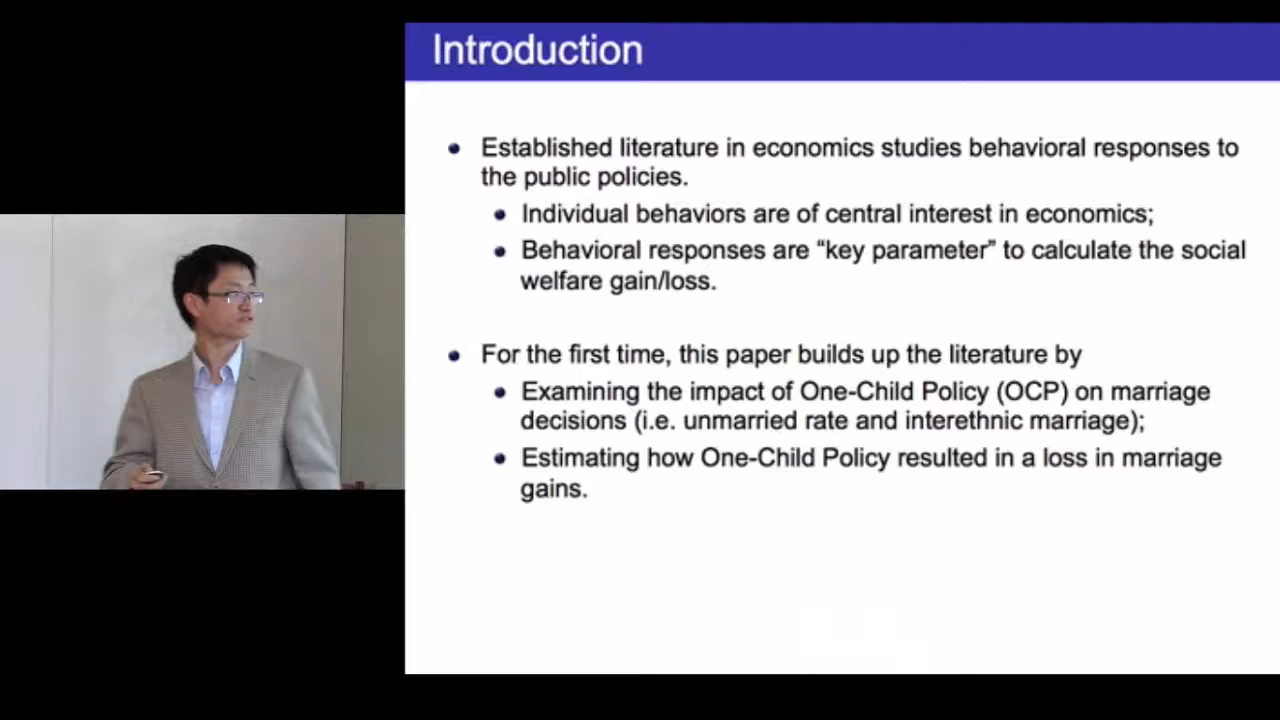 Introduction
Established literature in economics studies behavioral responses to
the public policies.
Individual behaviors are of central interest in economics;
Behavioral responses are “key parameter” to calculate the social
welfare gain/loss.
For the first time, this paper builds up the literature by
Examining the impact of One-Child Policy (OCP) on marriage
decisions (i.e. unmarried rate and interethnic marriage);
Estimating how One-Child Policy resulted in a loss in marriage
gains.